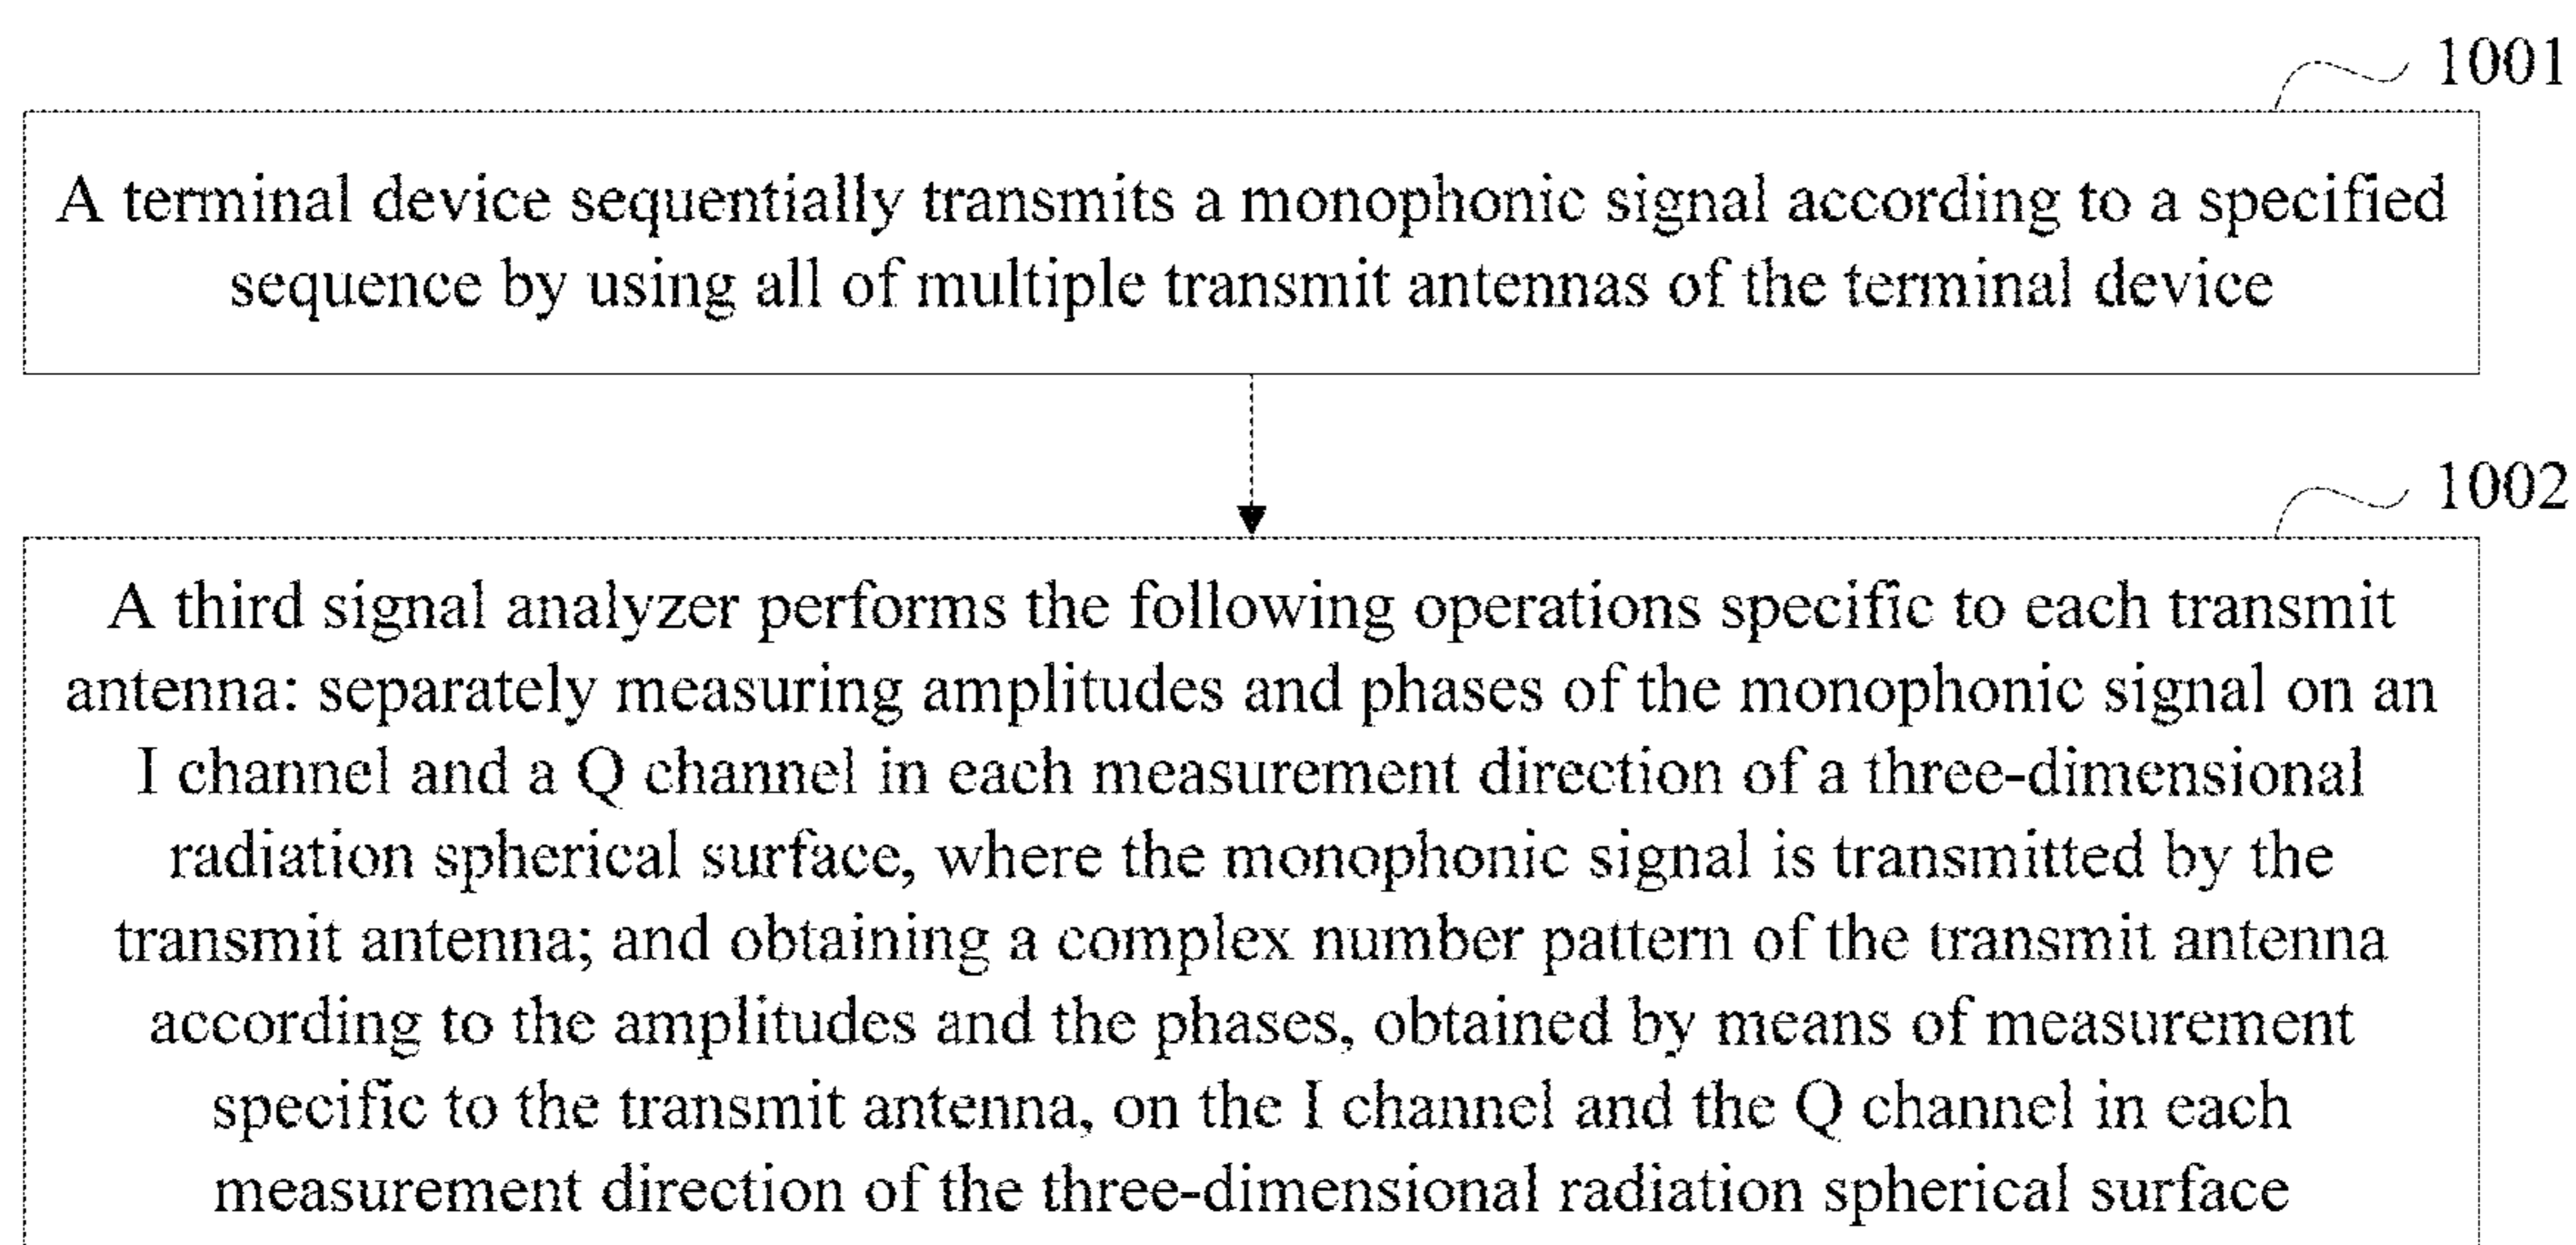 1001
A terminal device sequentially transmits a monophonic signal according to a specified
sequence by using all of multiple transmit antennas of the terminal device
1002
A third signal analyzer performs the following operations specific to each transmit
antenna: separately measuring amplitudes and phases of the monophonic signal on an
I channel and a Q channel in each measurement direction of a three-dimensional
radiation spherical surface, where the monophonic signal is transmitted by the
transmit antenna; and obtaining a complex number pattern of the transmit antenna
according to the amplitudes and the phases, obtained by means of measurement
specific to the transmit antenna, on the I channel and the Q channel in each
measurement direction of the three-dimensional radiation spherical surface